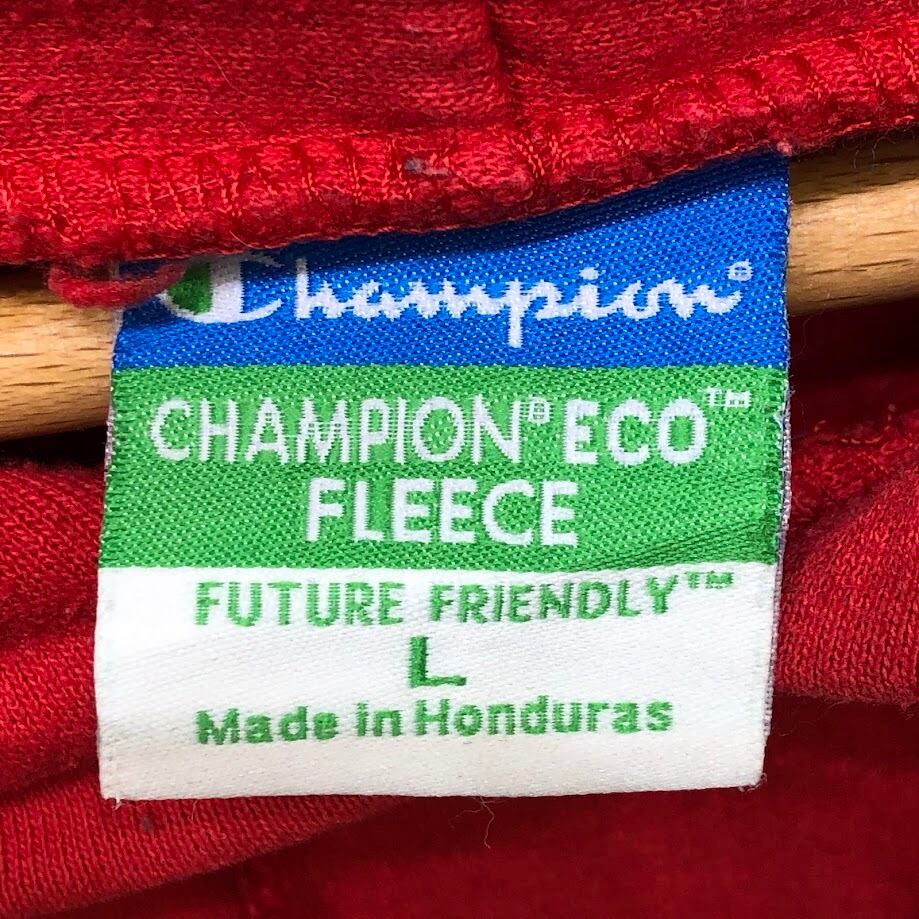 Champion®
CHAMPION® ECO™
FLEECE
FUTURE FRIENDLY™
L
Made in Honduras